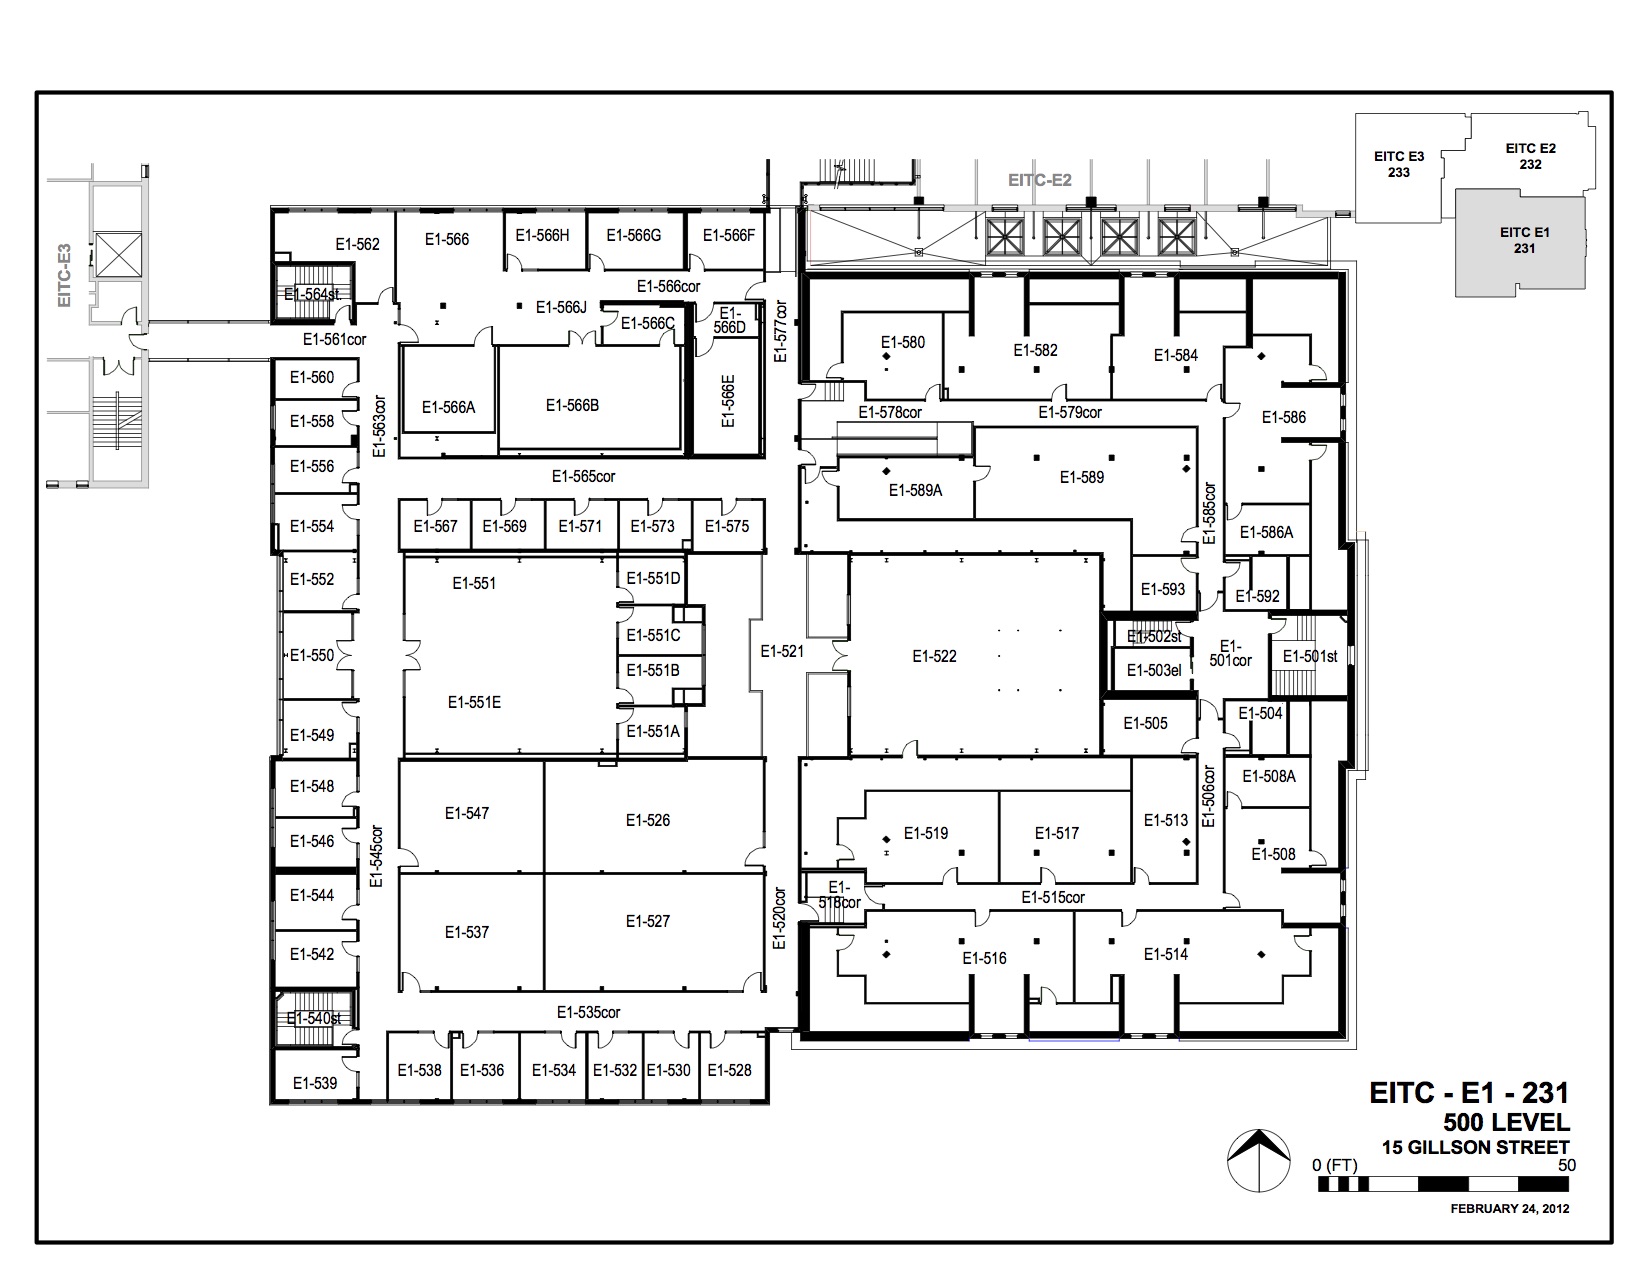 EITC E3
233
EITC E2
232
EITC E1
231
EITC-E2
EITC-E3
E1-562
E1-566
E1-566H
E1-566G
E1-566F
E1-564st.
E1-566cor
E1-566J
E1-566C
E1-
566D
E1-577cor
E1-561cor
E1-580
E1-582
E1-584
E1-560
E1-566A
E1-566B
E1-566E
E1-563cor
E1-558
E1-578cor
E1-579cor
E1-586
E1-556
E1-565cor
E1-589A
E1-589
E1-585cor
E1-554
E1-567
E1-569
E1-571
E1-573
E1-575
E1-586A
E1-552
E1-551
E1-551D
E1-593
E1-592
E1-551C
E1-502st
E1-550
E1-521
E1-522
E1-
501cor
E1-501st
E1-551B
E1-503el
E1-551E
E1-549
E1-551A
E1-505
E1-504
E1-548
E1-508A
E1-547
E1-526
E1-506cor
E1-546
E1-519
E1-517
E1-513
E1-508
E1-545cor
E1-544
E1-
518cor
E1-515cor
E1-520cor
E1-537
E1-527
E1-542
E1-516
E1-514
E1-540st
E1-535cor
E1-539
E1-538
E1-536
E1-534
E1-532
E1-530
E1-528
EITC - E1 - 231
500 LEVEL
15 GILLSON STREET
0 (FT) 50
FEBRUARY 24, 2012